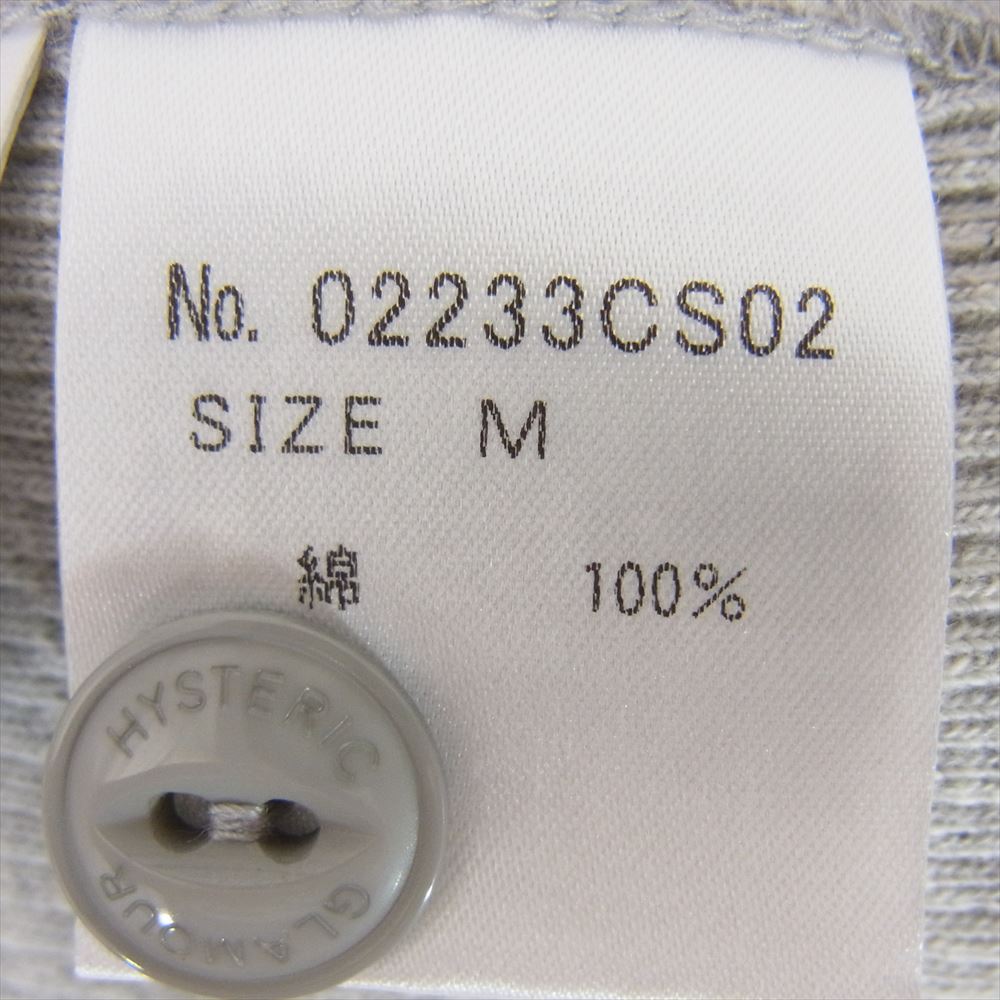 No. 02233CS02
SIZE M
綿 100%
HYSTERIC
GLAMOUR